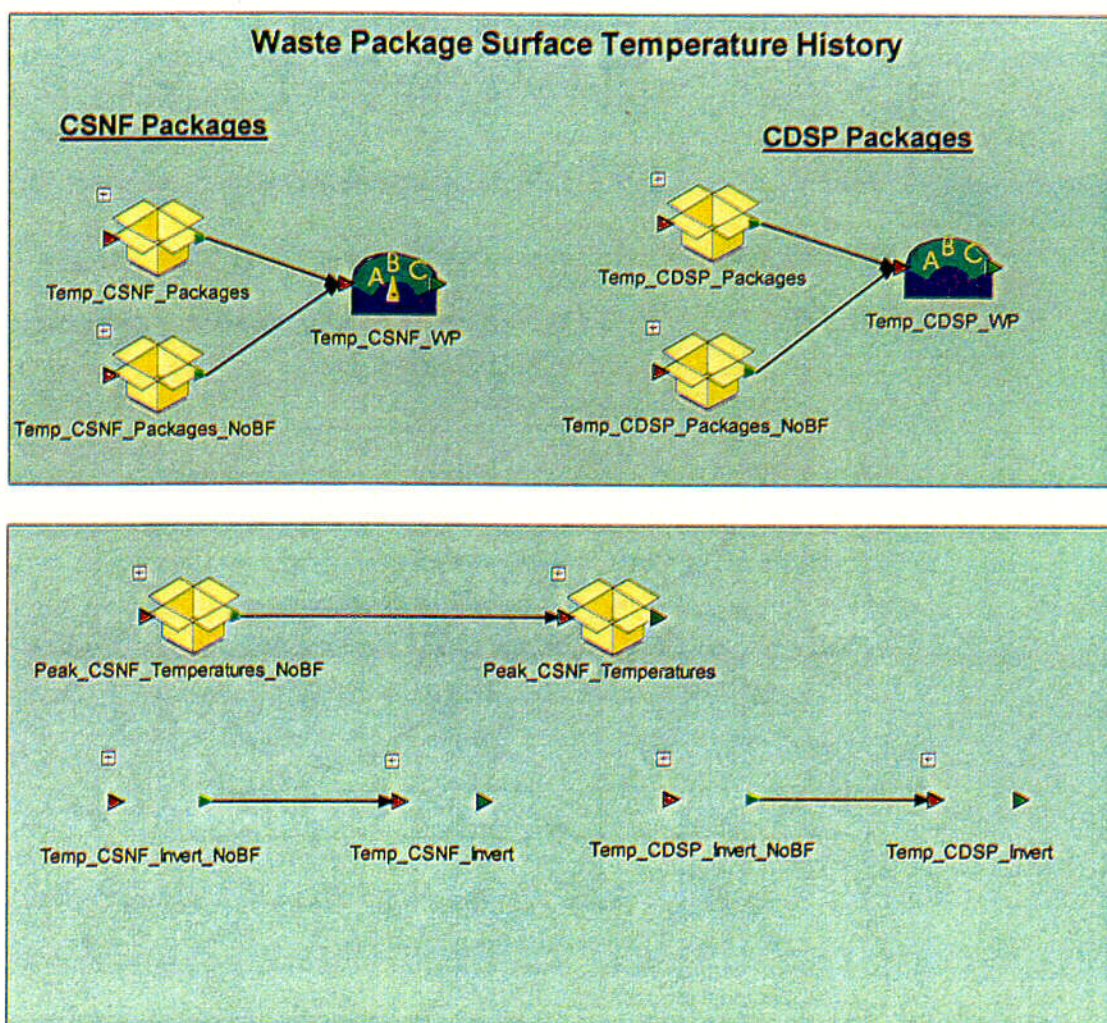 Waste Package Surface Temperature History
CSNF Packages
CDSP Packages
Temp_CSNF_Packages
A B C
Temp_CSNF_WP
Temp_CSNF_Packages_NoBF
Temp_CDSP_Packages
A B C
Temp_CDSP_WP
Temp_CDSP_Packages_NoBF
Peak_CSNF_Temperatures_NoBF
Peak_CSNF_Temperatures
Temp_CSNF_Invert_NoBF
Temp_CSNF_Invert
Temp_CDSP_Invert_NoBF
Temp_CDSP_Invert